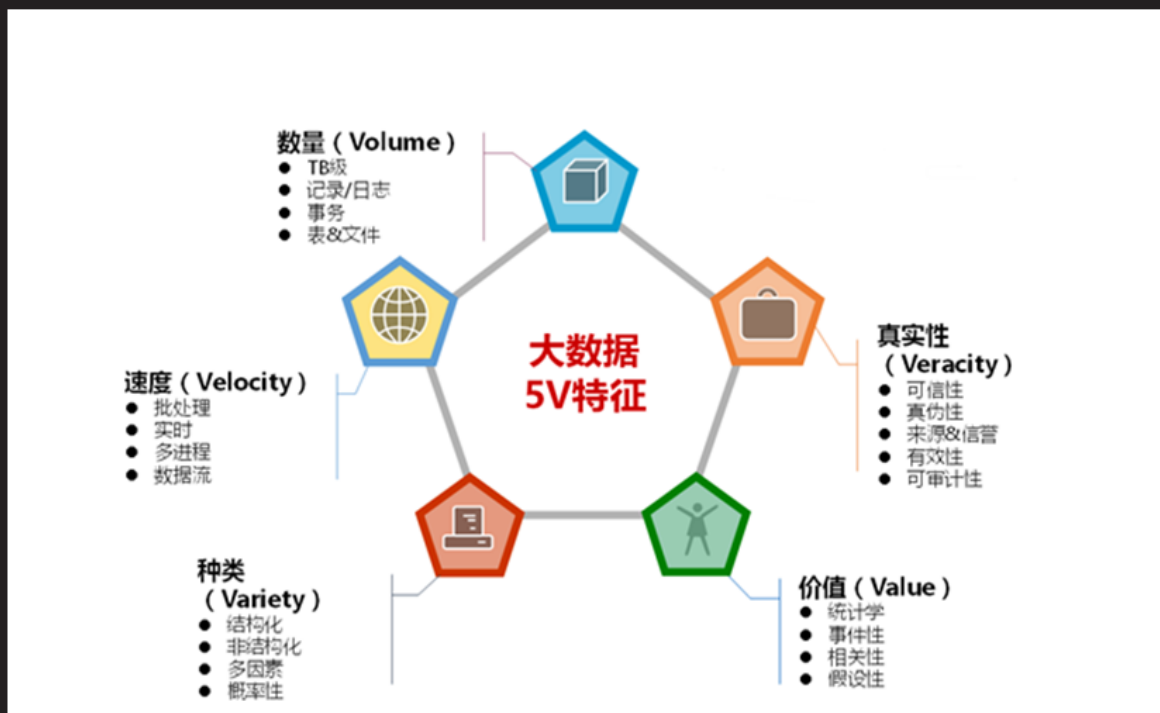 数量（Volume）
● TB级
● 记录/日志
● 事务
● 表&文件
速度（Velocity）
● 批处理
● 实时
● 多进程
● 数据流
大数据
5V特征
真实性
（Veracity）
● 可信性
● 真伪性
● 来源&信誉
● 有效性
● 可审计性
种类
（Variety）
● 结构化
● 非结构化
● 多因素
● 概率性
价值（Value）
● 统计学
● 事件性
● 相关性
● 假设性